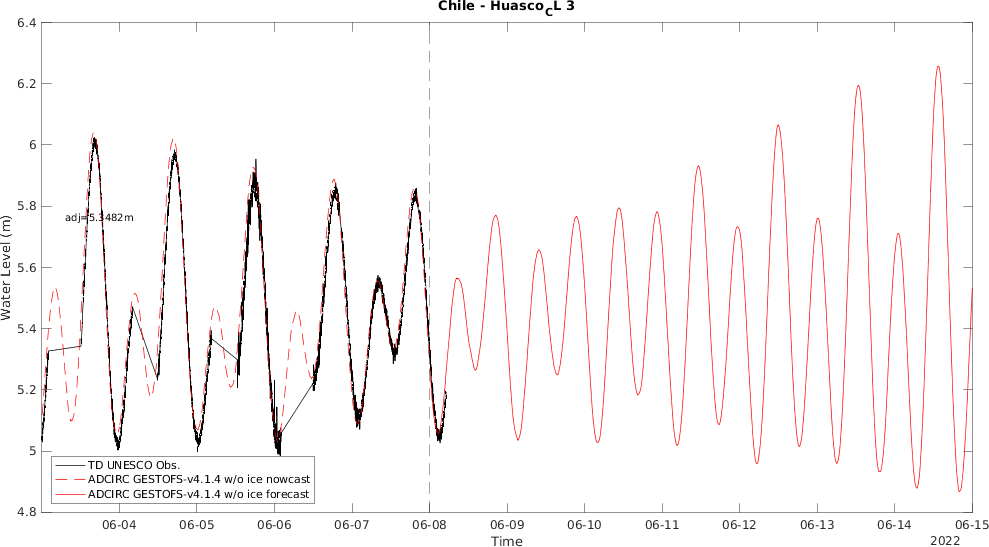 Chile - Huasco_CL 3
Water Level (m)
6.4
6.2
6
5.8
5.6
5.4
5.2
5
4.8
adj=5.3482m
TD UNESCO Obs.
ADCIRC GESTOFS-v4.1.4 w/o ice nowcast
ADCIRC GESTOFS-v4.1.4 w/o ice forecast
06-04 06-05 06-06 06-07 06-08 06-09 06-10 06-11 06-12 06-13 06-14 06-15
Time
2022